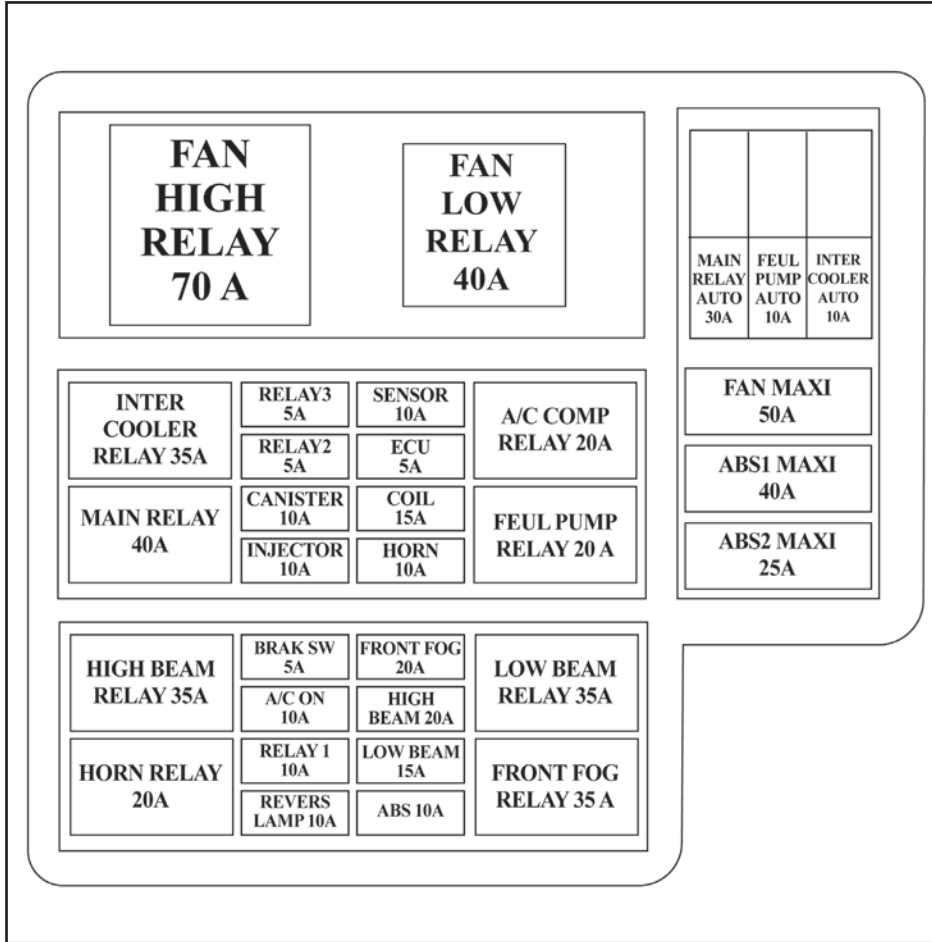 FAN
HIGH
RELAY
70 A
FAN
LOW
RELAY
40A
MAIN
RELAY
AUTO
30A
FEUL
PUMP
AUTO
10A
INTER
COOLER
AUTO
10A
FAN MAXI
50A
ABS1 MAXI
40A
ABS2 MAXI
25A
INTER
COOLER
RELAY 35A
RELAY3
5A
SENSOR
10A
A/C COMP
RELAY 20A
RELAY2
5A
ECU
5A
MAIN RELAY
40A
CANISTER
10A
COIL
15A
FEUL PUMP
RELAY 20 A
INJECTOR
10A
HORN
10A
HIGH BEAM
RELAY 35A
BRAK SW
5A
FRONT FOG
20A
LOW BEAM
RELAY 35A
A/C ON
10A
HIGH
BEAM 20A
HORN RELAY
20A
RELAY 1
10A
LOW BEAM
15A
FRONT FOG
RELAY 35 A
REVERS
LAMP 10A
ABS 10A